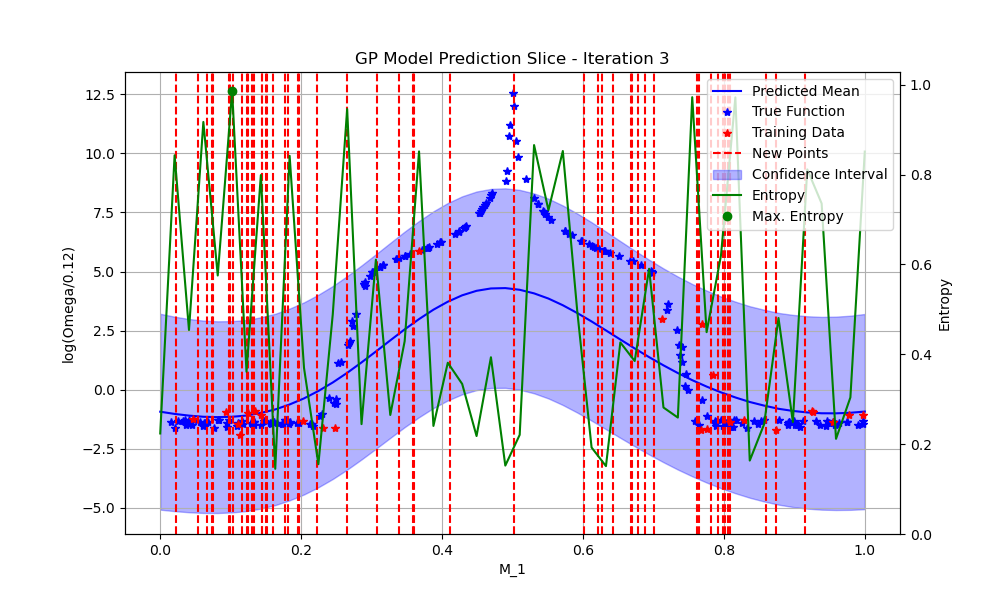 GP Model Prediction Slice - Iteration 3
12.5
10.0
7.5
5.0
2.5
0.0
−2.5
−5.0
log(Omega/0.12)
0.0
0.2
0.4
0.6
0.8
1.0
M_1
1.0
0.8
0.6
0.4
0.2
0.0
Entropy
Predicted Mean
True Function
Training Data
New Points
Confidence Interval
Entropy
Max. Entropy